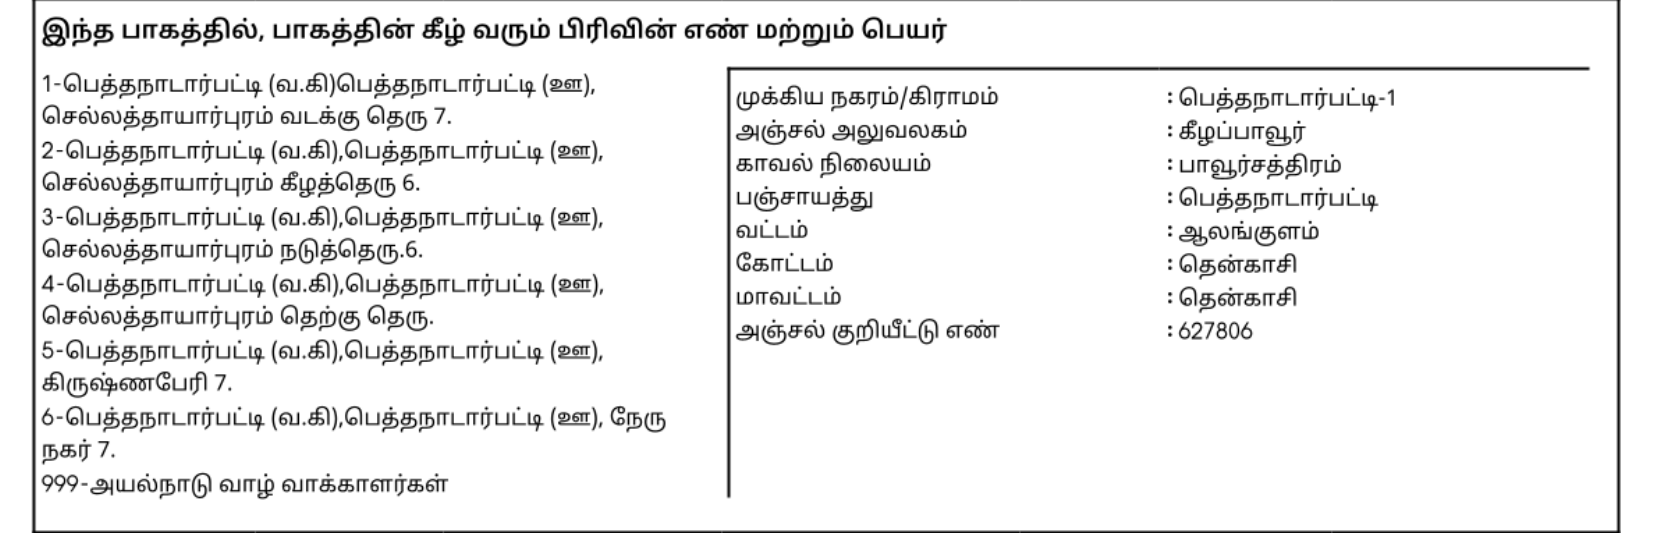 இந்த பாகத்தில், பாகத்தின் கீழ் வரும் பிரிவின் எண் மற்றும் பெயர்
1-பெத்தநாடார்பட்டி (வ.கி)பெத்தநாடார்பட்டி (ஊ),
செல்லத்தாயார்புரம் வடக்கு தெரு 7.
2-பெத்தநாடார்பட்டி (வ.கி),பெத்தநாடார்பட்டி (ஊ),
செல்லத்தாயார்புரம் கீழத்தெரு 6.
3-பெத்தநாடார்பட்டி (வ.கி),பெத்தநாடார்பட்டி (ஊ),
செல்லத்தாயார்புரம் நடுத்தெரு.6.
4-பெத்தநாடார்பட்டி (வ.கி),பெத்தநாடார்பட்டி (ஊ),
செல்லத்தாயார்புரம் தெற்கு தெரு.
5-பெத்தநாடார்பட்டி (வ.கி),பெத்தநாடார்பட்டி (ஊ),
கிருஷ்ணபேரி 7.
6-பெத்தநாடார்பட்டி (வ.கி),பெத்தநாடார்பட்டி (ஊ), நேரு
நகர் 7.
999-அயல்நாடு வாழ் வாக்காளர்கள்
முக்கிய நகரம்/கிராமம் : பெத்தநாடார்பட்டி-1
அஞ்சல் அலுவலகம் : கீழப்பாவூர்
காவல் நிலையம் : பாவூர்சத்திரம்
பஞ்சாயத்து : பெத்தநாடார்பட்டி
வட்டம் : ஆலங்குளம்
கோட்டம் : தென்காசி
மாவட்டம் : தென்காசி
அஞ்சல் குறியீட்டு எண் : 627806